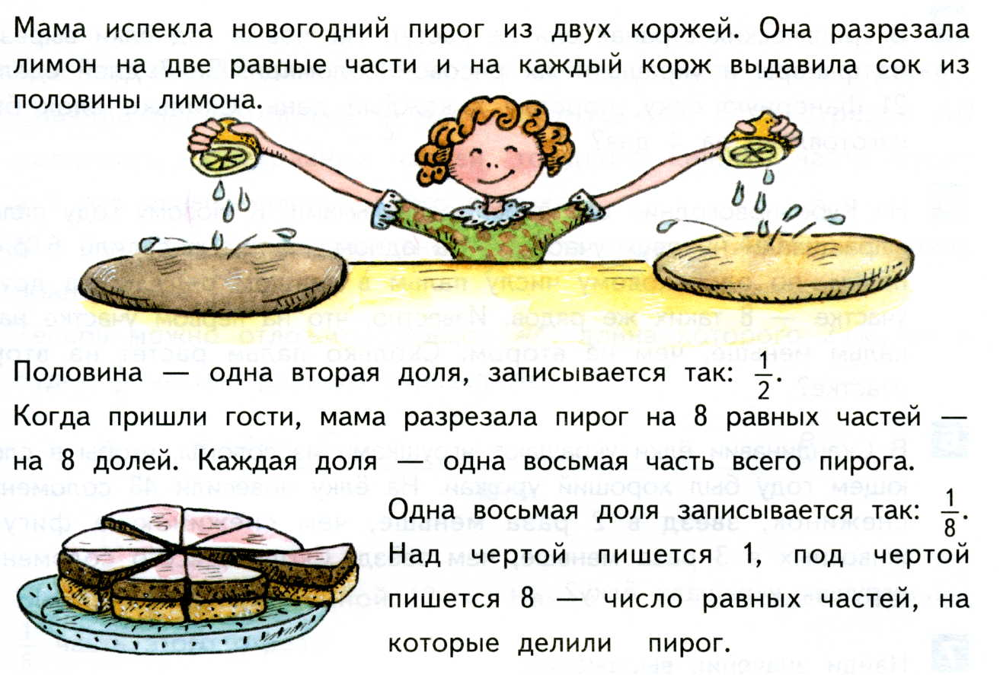 Мама испекла новогодний пирог из двух коржей. Она разрезала
лимон на две равные части и на каждый корж выдавила сок из
половины лимона.
Половина — одна вторая доля, записывается так: 1/2.
Когда пришли гости, мама разрезала пирог на 8 равных частей —
на 8 долей. Каждая доля — одна восьмая часть всего пирога.
Одна восьмая доля записывается так: 1/8.
Над чертой пишется 1, под чертой
пишется 8 — число равных частей, на
которые делили пирог.